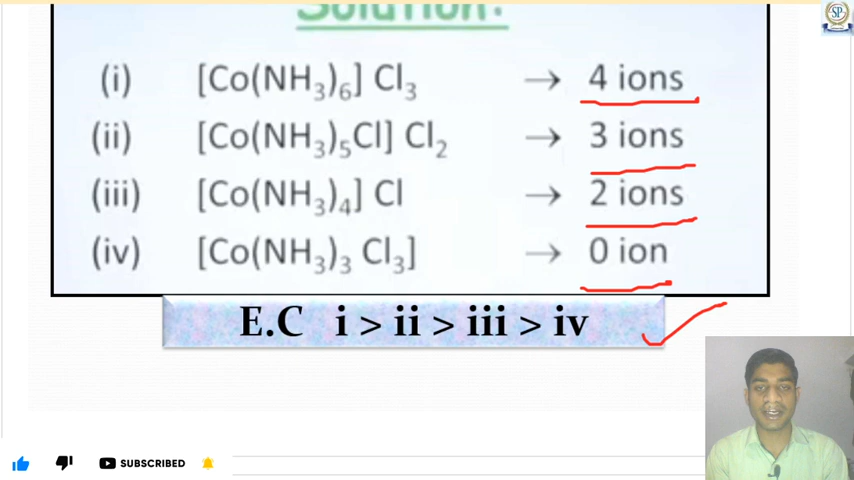 Solution:
(i) [Co(NH₃)₆] Cl₃ → 4 ions
(ii) [Co(NH₃)₅Cl] Cl₂ → 3 ions
(iii) [Co(NH₃)₄] Cl → 2 ions
(iv) [Co(NH₃)₃ Cl₃] → 0 ion
E.C i > ii > iii > iv
SUBSCRIBED
SP